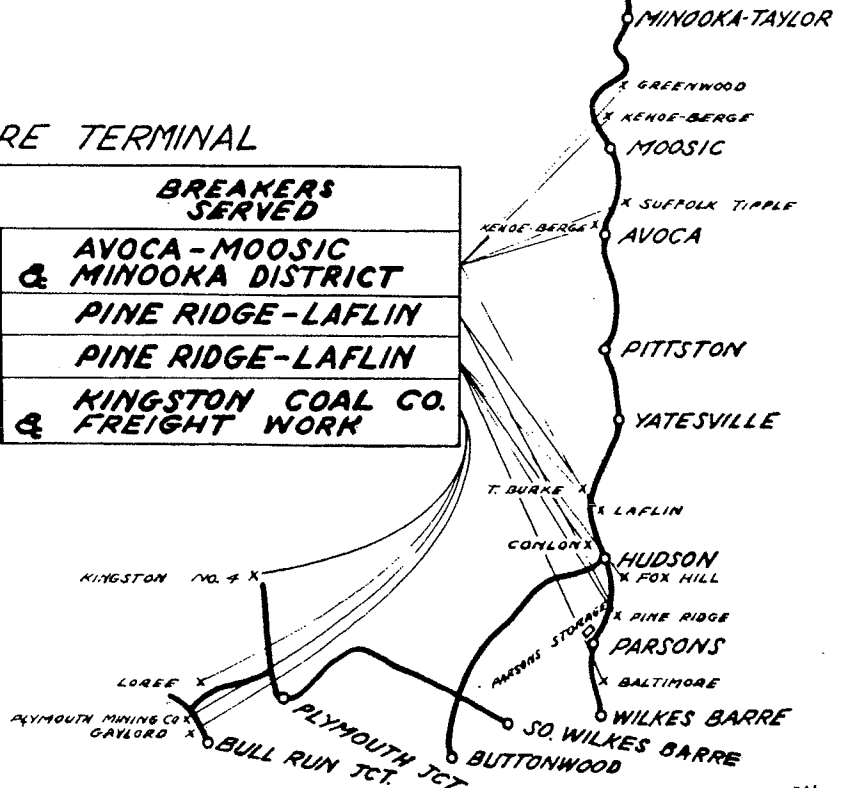 MINOOKA-TAYLOR
GREENWOOD
KEHOE-BERGE
MOOSIC
RE TERMINAL
BREAKERS
SERVED
AVOCA-MOOSIC
& MINOOKA DISTRICT
PINE RIDGE-LAFLIN
PINE RIDGE-LAFLIN
KINGSTON COAL CO.
& FREIGHT WORK
SUFFOLK TIPPLE
KEHOE-BERGE
AVOCA
PITTSTON
YATESVILLE
T. BURKE
LAFLIN
CONLON
HUDSON
FOX HILL
KINGSTON NO. 4
PINE RIDGE
PARSONS STORAGE
PARSONS
LOREE
BALTIMORE
PLYMOUTH MINING CO
GAYLORD
BULL RUN JCT.
PLYMOUTH JCT
SO. WILKES BARRE
WILKES BARRE
BUTTONWOOD